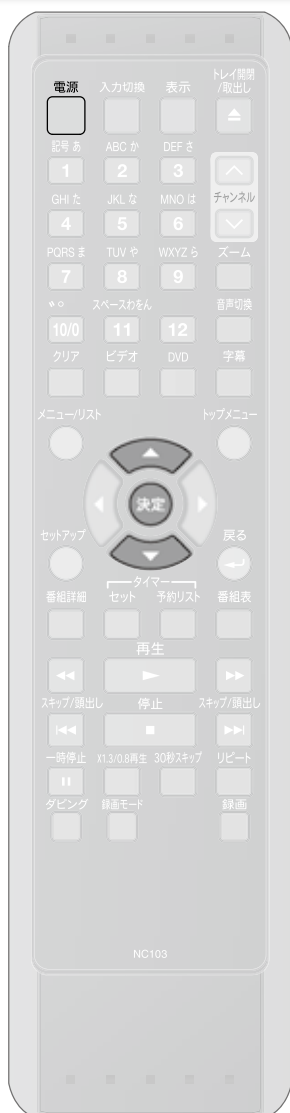 電源 入力切換 表示 トレイ開閉
/取出し
記号 あ ABC か DEF さ
1 2 3
GHI た JKL な MNO は チャンネル
4 5 6
PQRS ま TUV や WXYZ ら ズーム
7 8 9
゛゜ スペースわをん 音声切換
10/0 11 12
クリア ビデオ DVD 字幕
メニュー/リスト トップメニュー
決定
セットアップ 戻る
タイマー
番組詳細 セット 予約リスト 番組表
再生
スキップ/頭出し 停止 スキップ/頭出し
一時停止 X1.3/0.8再生 30秒スキップ リピート
ダビング 録画モード 録画
NC103